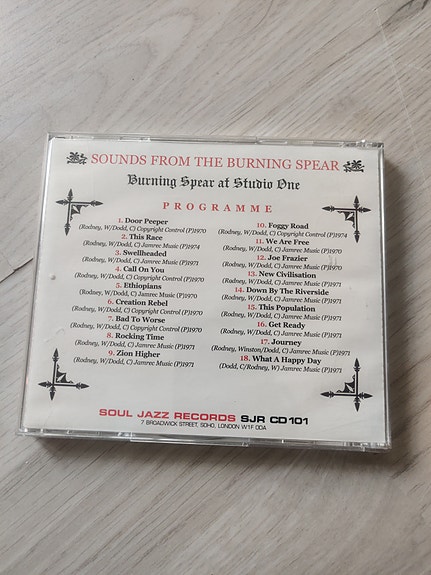 SOUNDS FROM THE BURNING SPEAR
Burning Spear at Studio One
PROGRAMME
1. Door Peeper
(Rodney, W/Dodd, C) Copyright Control (P)1970
2. This Race
(Rodney, W/Dodd, C) Jamrec Music (P)1974
3. Swellheaded
(Rodney, W/Dodd, C) Jamrec Music (P)1971
4. Call On You
(Rodney, W/Dodd, C) Copyright Control (P)1970
5. Ethiopians
(Rodney, W/Dodd, C) Jamrec Music (P)1970
6. Creation Rebel
(Rodney, W/Dodd, C) Copyright Control (P)1970
7. Bad To Worse
(Rodney, W/Dodd, C) Copyright Control (P)1970
8. Rocking Time
(Rodney, W/Dodd, C) Jamrec Music (P)1971
9. Zion Higher
(Rodney, W/Dodd, C) Jamrec Music (P)1971
10. Foggy Road
(Rodney, W/Dodd, C) Copyright Control (P)1974
11. We Are Free
(Rodney, W/Dodd, C) Jamrec Music (P)1970
12. Joe Frazier
(Rodney, W/Dodd, C) Jamrec Music (P)1971
13. New Civilisation
(Rodney, W/Dodd, C) Jamrec Music (P)1971
14. Down By The Riverside
(Rodney, W/Dodd, C) Jamrec Music (P)1971
15. This Population
(Rodney, W/Dodd, C) Jamrec Music (P)1971
16. Get Ready
(Rodney, W/Dodd, C) Jamrec Music (P)1971
17. Journey
(Rodney, Winston/Dodd, C) Jamrec Music (P)1971
18. What A Happy Day
(Dodd, C/Rodney, W) Jamrec Music (P)1971
SOUL JAZZ RECORDS SJR CD101
7 BROADWICK STREET, SOHO, LONDON W1F 0DA